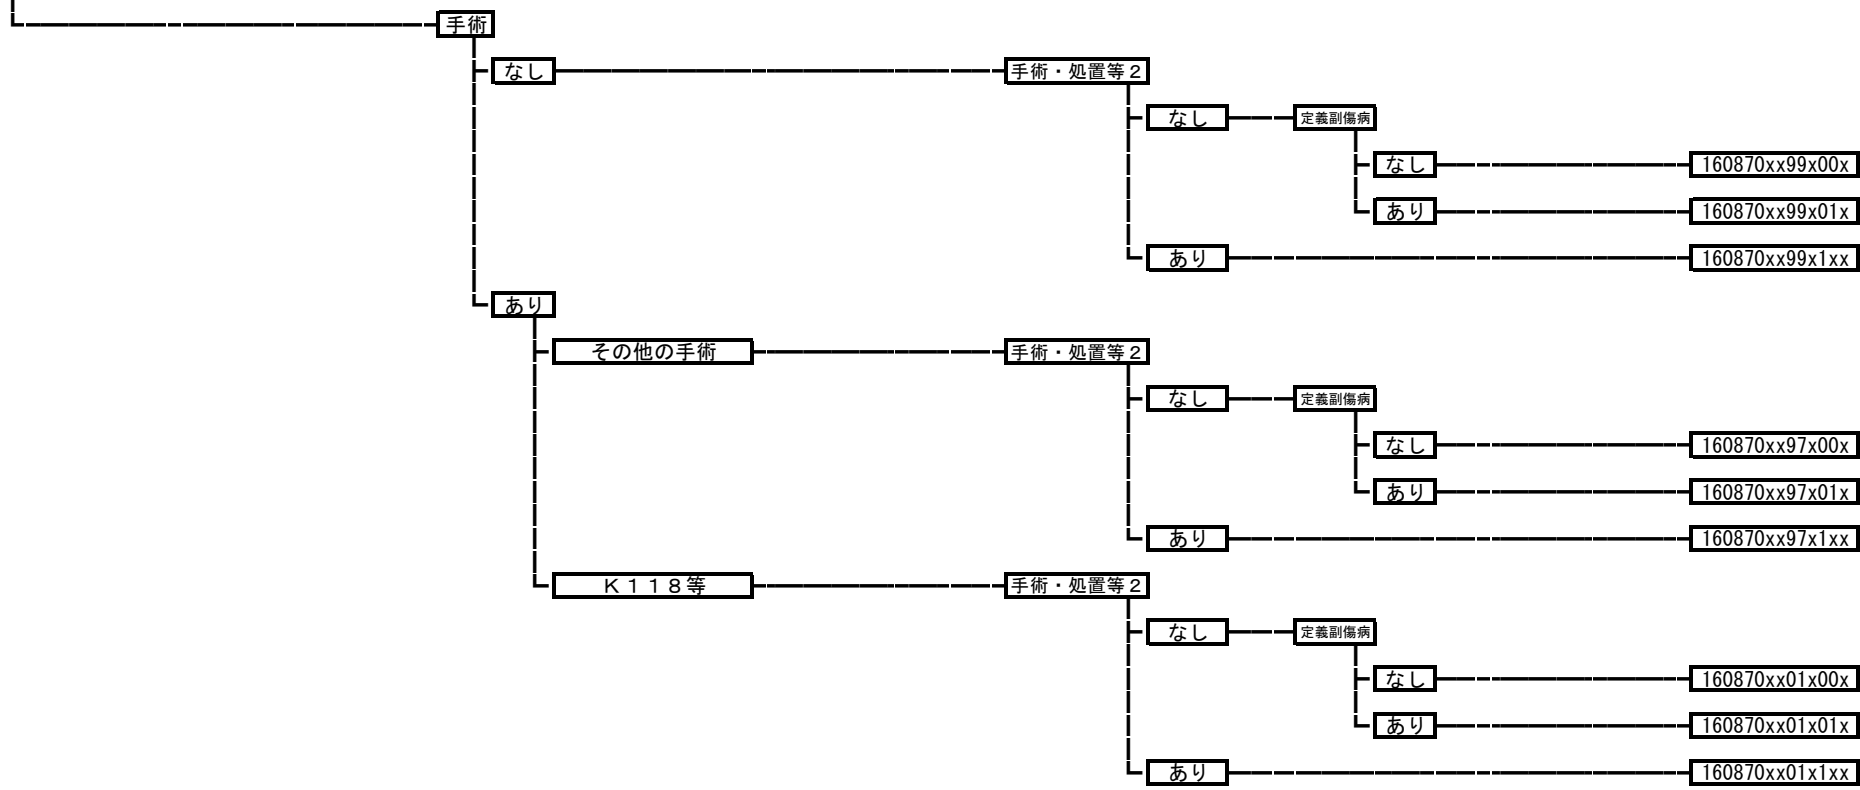 手術
なし 手術・処置等２
なし 定義副傷病
なし 160870xx99x00x
あり 160870xx99x01x
あり 160870xx99x1xx
あり
その他の手術 手術・処置等２
なし 定義副傷病
なし 160870xx97x00x
あり 160870xx97x01x
あり 160870xx97x1xx
Ｋ１１８等 手術・処置等２
なし 定義副傷病
なし 160870xx01x00x
あり 160870xx01x01x
あり 160870xx01x1xx